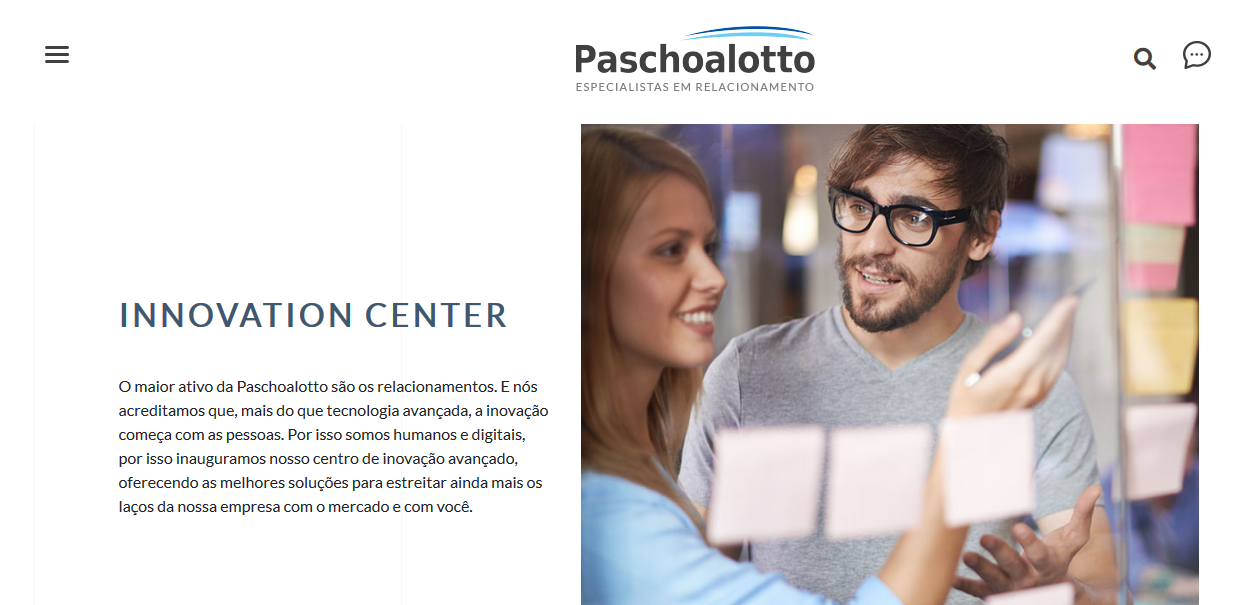 Paschoalotto
ESPECIALISTAS EM RELACIONAMENTO
INNOVATION CENTER
O maior ativo da Paschoalotto são os relacionamentos. E nós
acreditamos que, mais do que tecnologia avançada, a inovação
começa com as pessoas. Por isso somos humanos e digitais,
por isso inauguramos nosso centro de inovação avançado,
oferecendo as melhores soluções para estreitar ainda mais os
laços da nossa empresa com o mercado e com você.